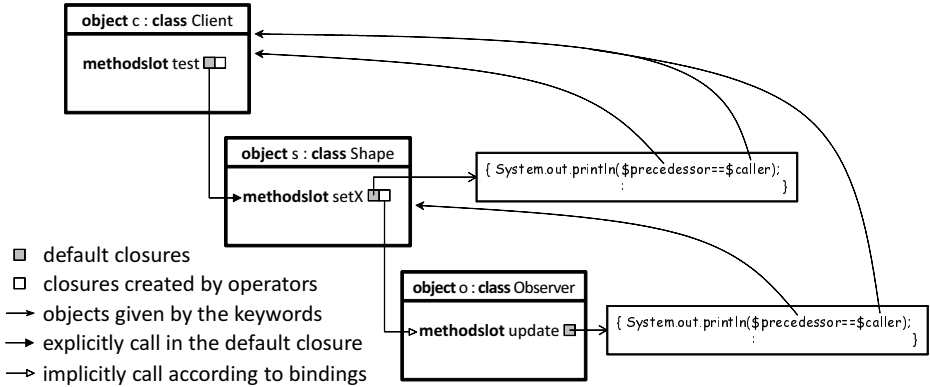 object c : class Client
methodslot test
object s : class Shape
methodslot setX
{ System.out.println($precedessor==$caller);
:
}
default closures
closures created by operators
objects given by the keywords
explicitly call in the default closure
implicitly call according to bindings
object o : class Observer
methodslot update
{ System.out.println($precedessor==$caller);
:
}